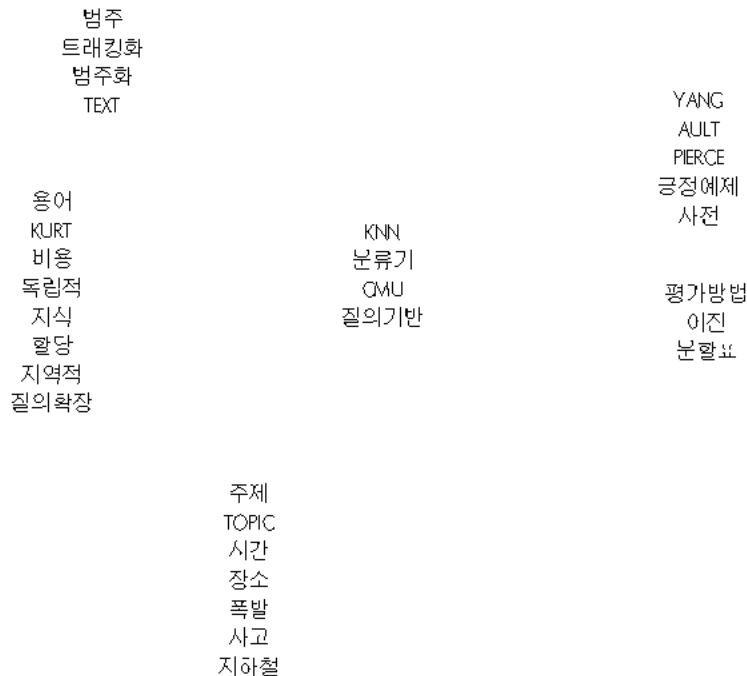 범주
트래킹화
범주화
TEXT
YANG
AULT
PIERCE
긍정예제
사전
용어
KURT
비용
독립적
지식
할당
지역적
질의확장
KNN
분류기
CMU
질의기반
평가방법
이진
분할표
주제
TOPIC
시간
장소
폭발
사고
지하철